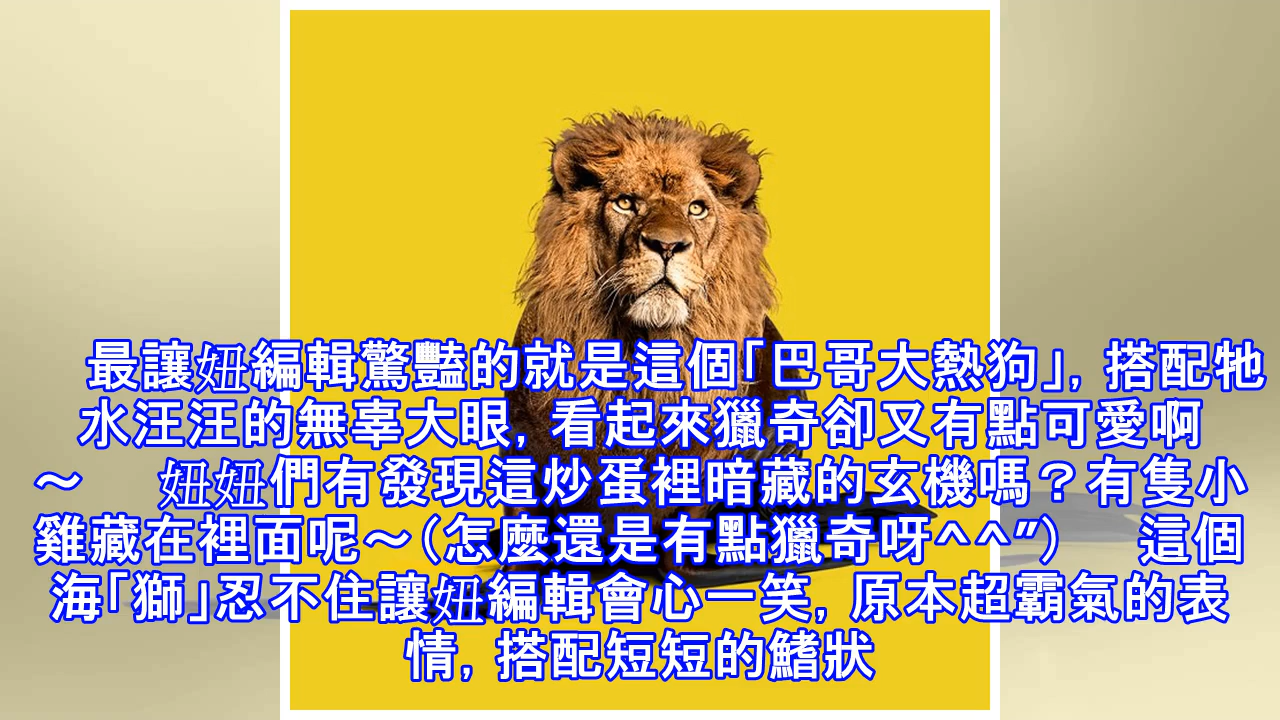 最讓妞編輯驚豔的就是這個「巴哥大熱狗」, 搭配牠
水汪汪的無辜大眼, 看起來獵奇卻又有點可愛啊
～　妞妞們有發現這炒蛋裡暗藏的玄機嗎？有隻小
雞藏在裡面呢～(怎麼還是有點獵奇呀^^")　這個
海「獅」忍不住讓妞編輯會心一笑, 原本超霸氣的表
情, 搭配短短的鰭狀